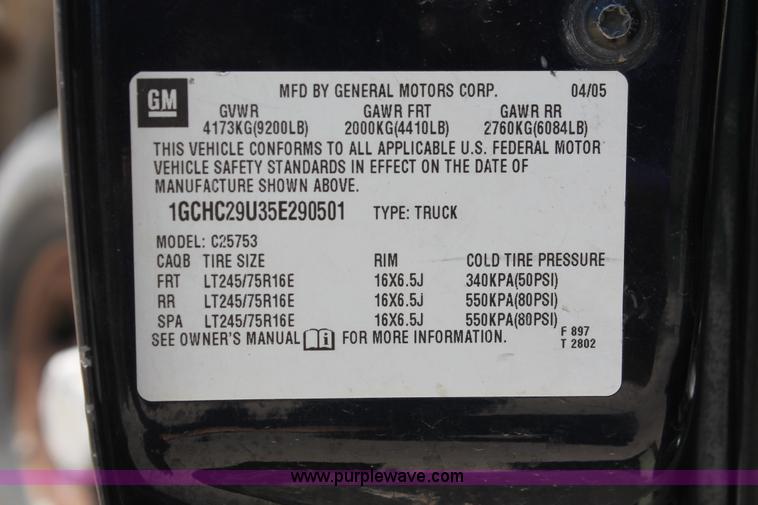 GM
MFD BY GENERAL MOTORS CORP. 04/05
GVWR GAWR FRT GAWR RR
4173KG(9200LB) 2000KG(4410LB) 2760KG(6084LB)
THIS VEHICLE CONFORMS TO ALL APPLICABLE U.S. FEDERAL MOTOR
VEHICLE SAFETY STANDARDS IN EFFECT ON THE DATE OF
MANUFACTURE SHOWN ABOVE.
1GCHC29U35E290501 TYPE: TRUCK
MODEL: C25753
CAQB TIRE SIZE RIM COLD TIRE PRESSURE
FRT LT245/75R16E 16X6.5J 340KPA(50PSI)
RR LT245/75R16E 16X6.5J 550KPA(80PSI)
SPA LT245/75R16E 16X6.5J 550KPA(80PSI)
SEE OWNER'S MANUAL i FOR MORE INFORMATION. F 897
T 2802
www.purplewave.com